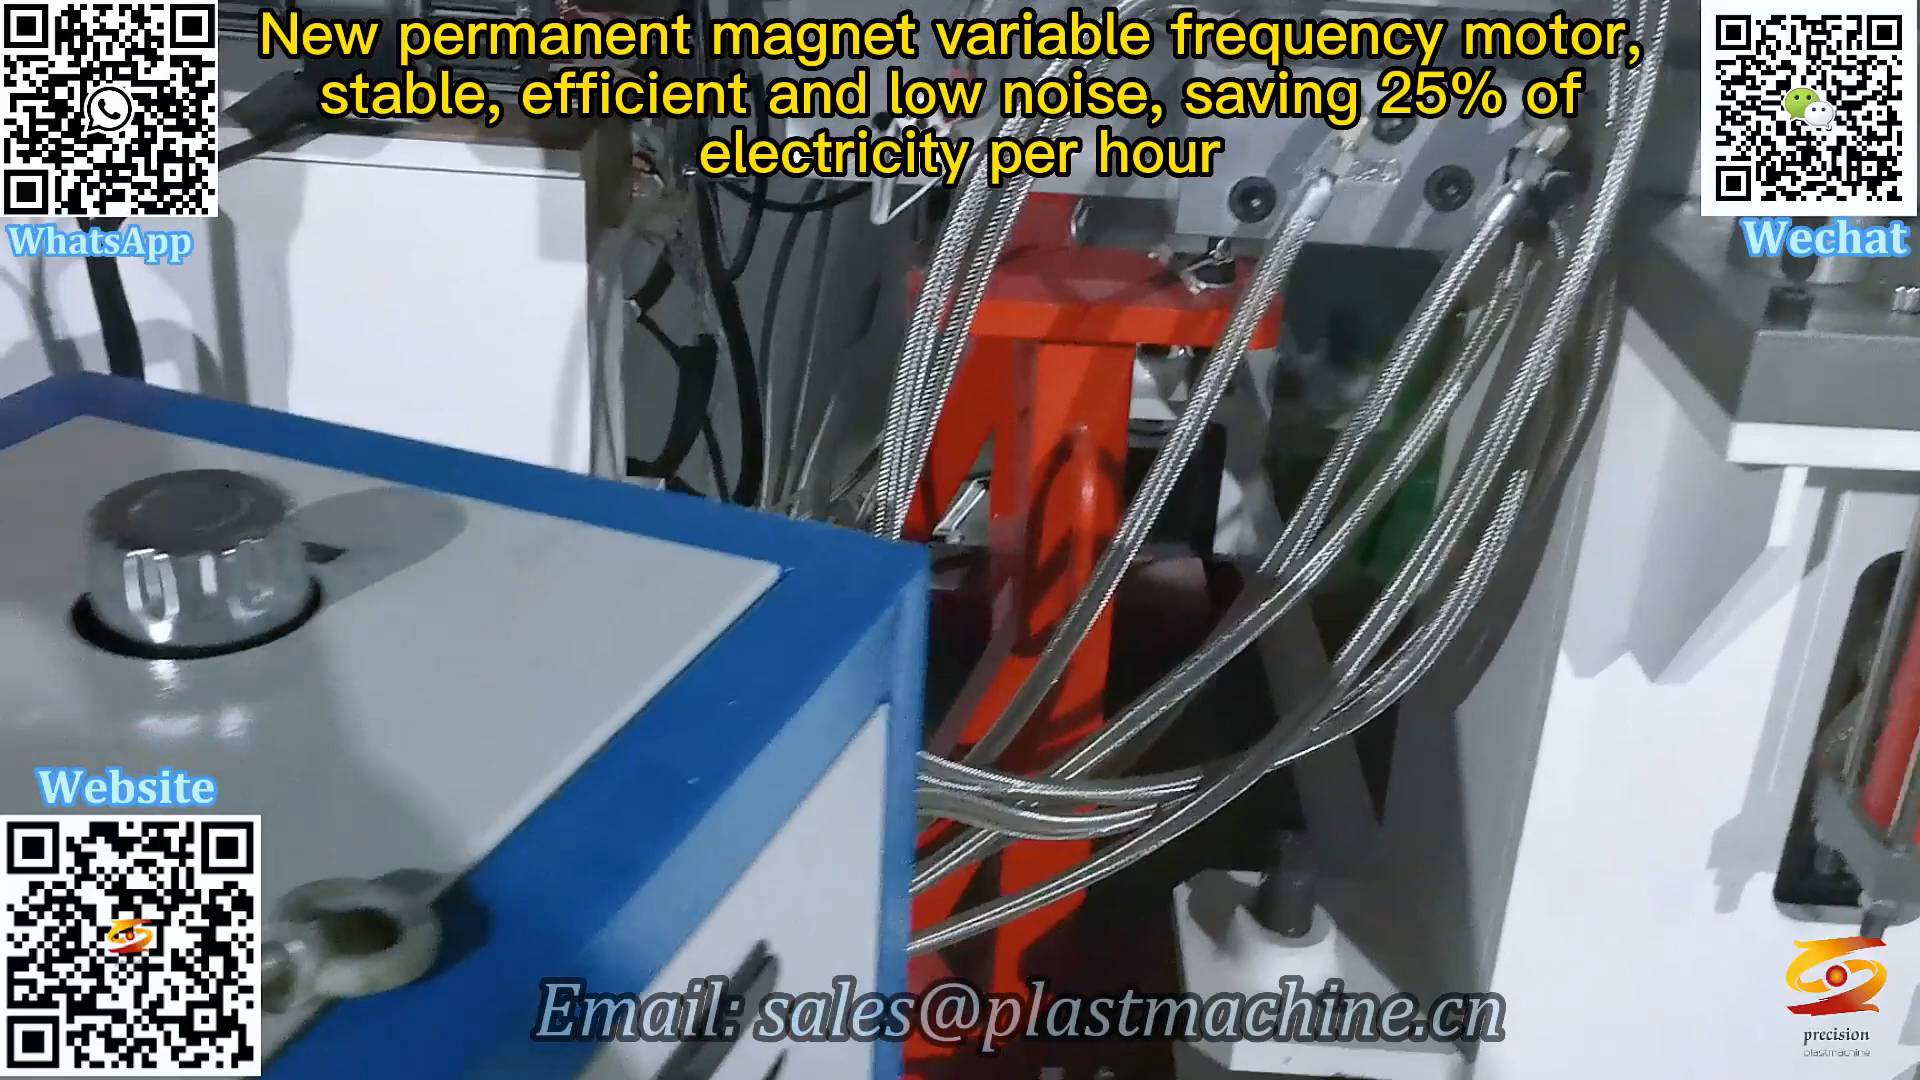 New permanent magnet variable frequency motor,
stable, efficient and low noise, saving 25% of
electricity per hour
WhatsApp
Wechat
Website
Email: sales@plastmachine.cn
precision
plastmachine